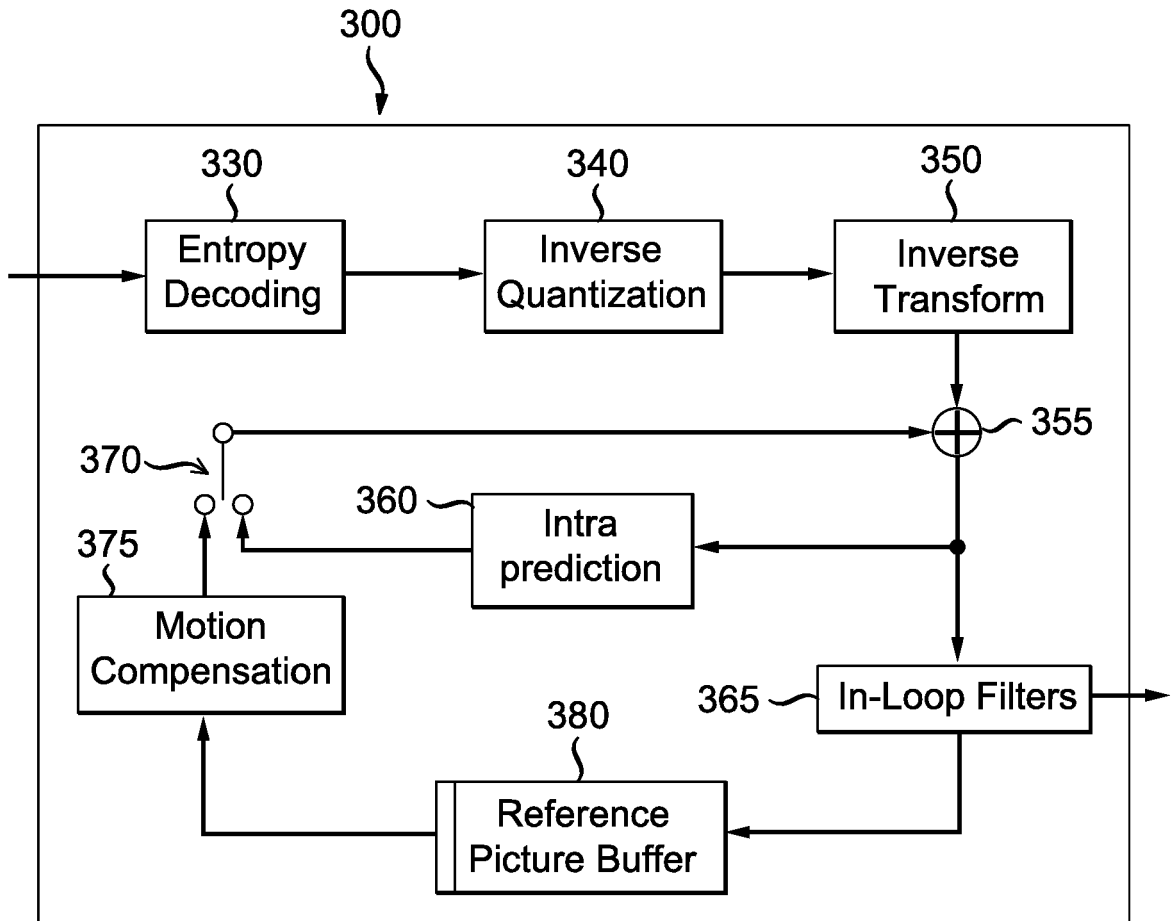 300
330
340
350
Entropy
Decoding
Inverse
Quantization
Inverse
Transform
355
370
360
Intra
prediction
375
Motion
Compensation
365
In-Loop Filters
380
Reference
Picture Buffer